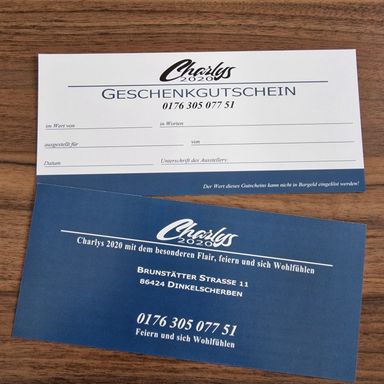 Charlys
2020
GESCHENKGUTSCHEIN
0176 305 077 51
im Wert von in Worten
ausgestellt für von
Datum Unterschrift des Ausstellers:
Der Wert dieses Gutscheins kann nicht in Bargeld eingelöst werden!
Charlys
2020
Charlys 2020 mit dem besonderen Flair, feiern und sich Wohlfühlen
BRUNSTÄTTER STRASSE 11
86424 DINKELSCHERBEN
0176 305 077 51
Feiern und sich Wohlfühlen